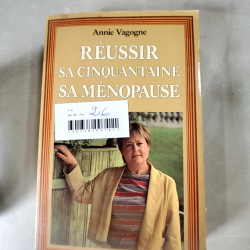 Annie Vagogne
RÉUSSIR
SA CINQUANTAINE
SA MÉNOPAUSE